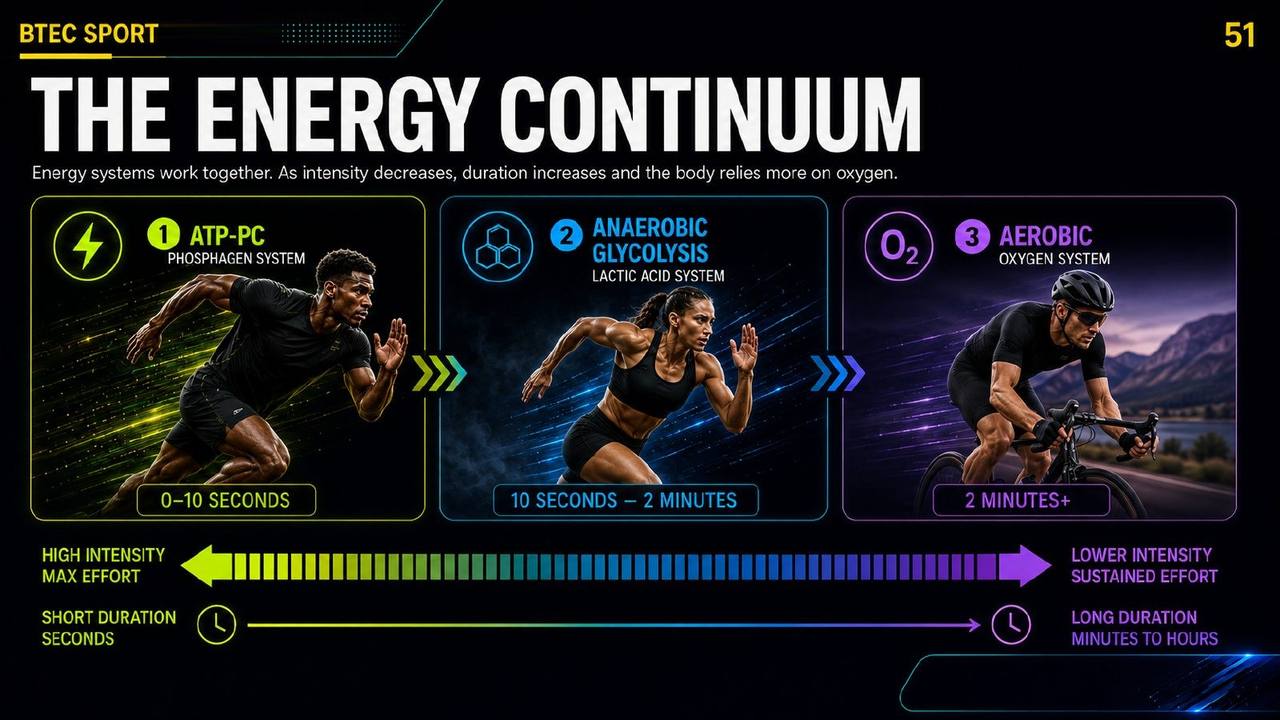 BTEC SPORT
51
THE ENERGY CONTINUUM
Energy systems work together. As intensity decreases, duration increases and the body relies more on oxygen.
1 ATP-PC
PHOSPHAGEN SYSTEM
2 ANAEROBIC
GLYCOLYSIS
LACTIC ACID SYSTEM
O₂
3 AEROBIC
OXYGEN SYSTEM
0–10 SECONDS
10 SECONDS – 2 MINUTES
2 MINUTES+
HIGH INTENSITY
MAX EFFORT
LOWER INTENSITY
SUSTAINED EFFORT
SHORT DURATION
SECONDS
LONG DURATION
MINUTES TO HOURS